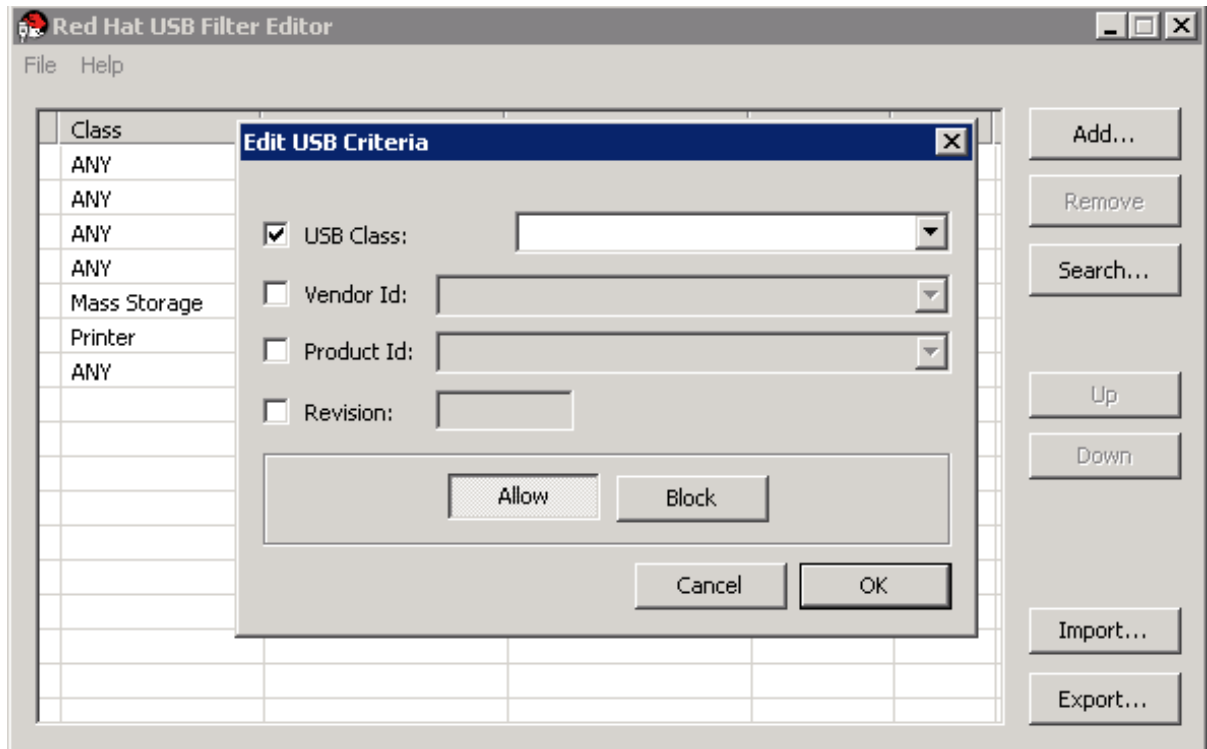 Red Hat USB Filter Editor
File Help
Class
ANY
ANY
ANY
ANY
Mass Storage
Printer
ANY
Edit USB Criteria
USB Class:
Vendor Id:
Product Id:
Revision:
Allow Block
Cancel OK
Add...
Remove
Search...
Up
Down
Import...
Export...